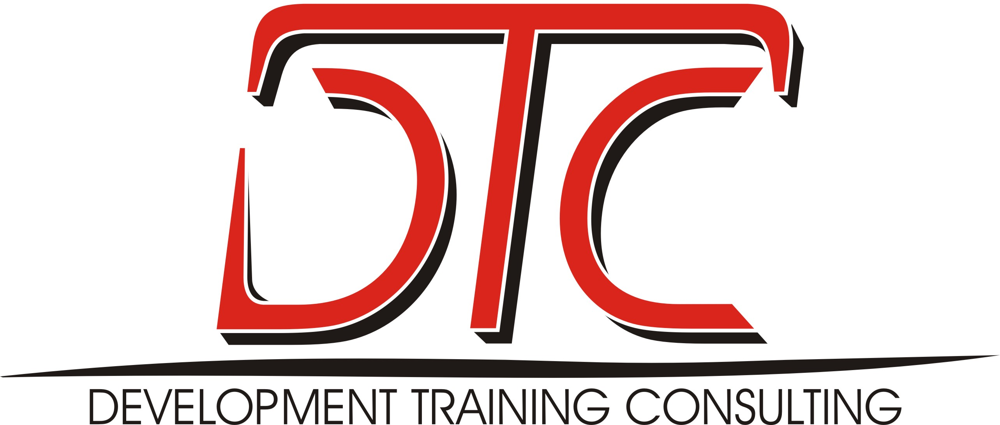 DTC
DEVELOPMENT TRAINING CONSULTING